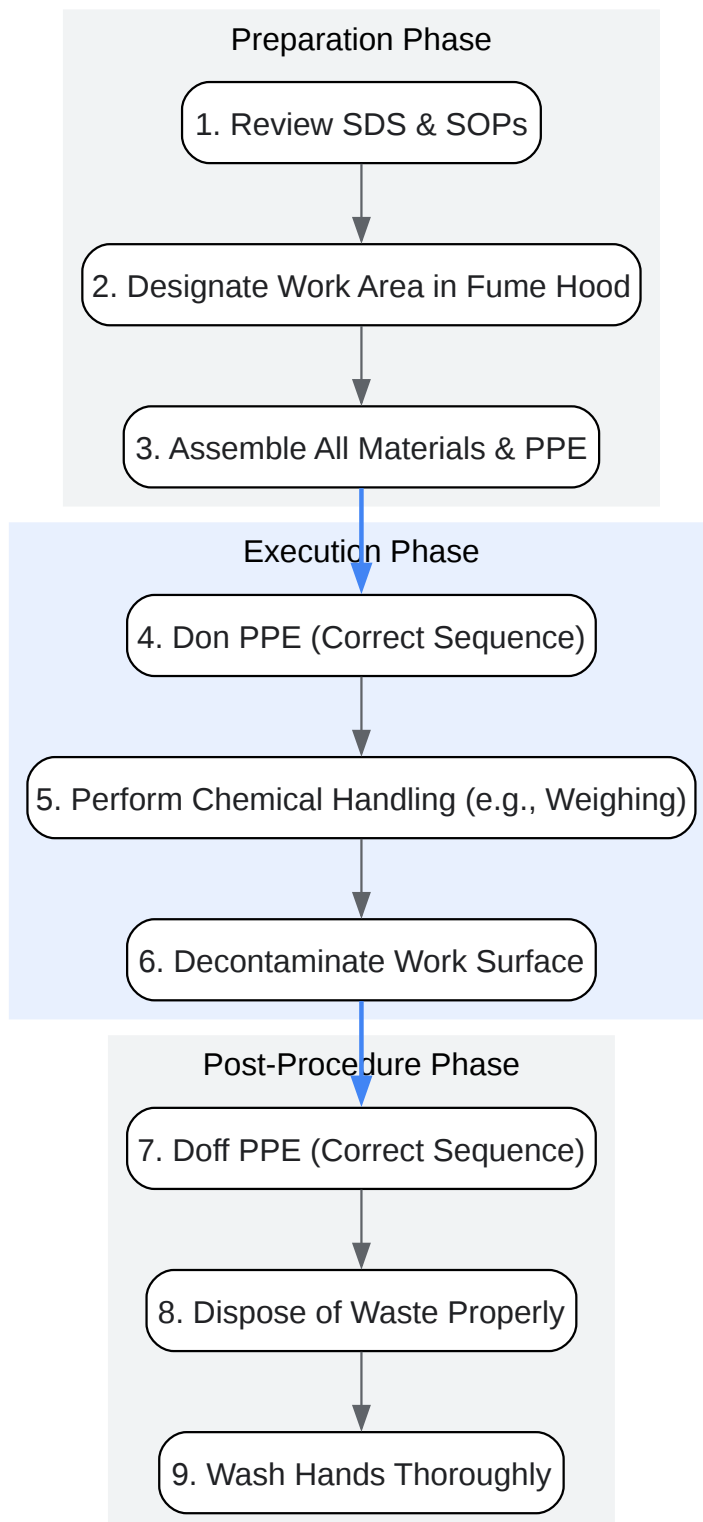 Preparation Phase
1. Review SDS & SOPs
2. Designate Work Area in Fume Hood
3. Assemble All Materials & PPE
Execution Phase
4. Don PPE (Correct Sequence)
5. Perform Chemical Handling (e.g., Weighing)
6. Decontaminate Work Surface
Post-Procedure Phase
7. Doff PPE (Correct Sequence)
8. Dispose of Waste Properly
9. Wash Hands Thoroughly